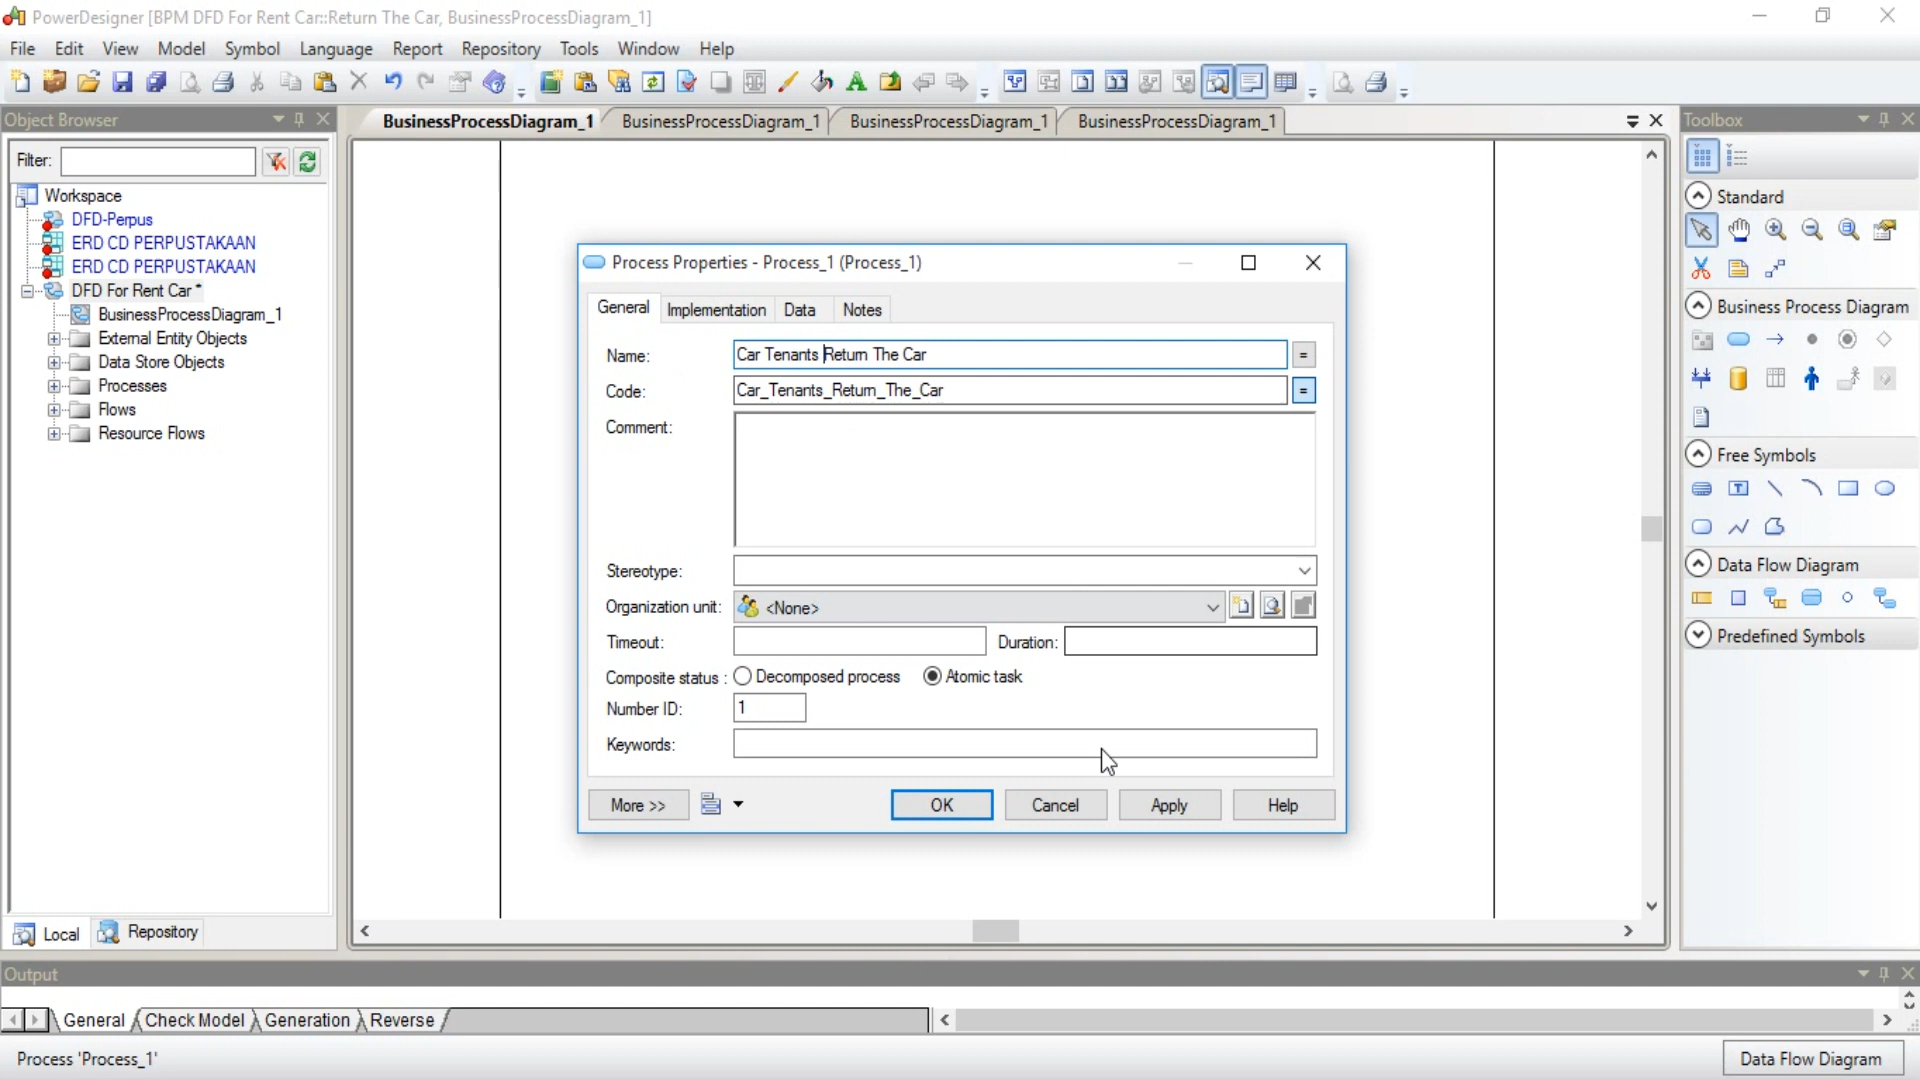 PowerDesigner [BPM DFD For Rent Car::Return The Car, BusinessProcessDiagram_1]
File Edit View Model Symbol Language Report Repository Tools Window Help
Object Browser
Filter:
Workspace
DFD-Perpus
ERD CD PERPUSTAKAAN
ERD CD PERPUSTAKAAN
DFD For Rent Car *
BusinessProcessDiagram_1
External Entity Objects
Data Store Objects
Processes
Flows
Resource Flows
Local Repository
BusinessProcessDiagram_1 BusinessProcessDiagram_1 BusinessProcessDiagram_1 BusinessProcessDiagram_1
Process Properties - Process_1 (Process_1)
General Implementation Data Notes
Name: Car Tenants Return The Car =
Code: Car_Tenants_Return_The_Car =
Comment:
Stereotype:
Organization unit: <None>
Timeout: Duration:
Composite status : Decomposed process Atomic task
Number ID: 1
Keywords:
More >> OK Cancel Apply Help
Toolbox
Standard
Business Process Diagram
Free Symbols
Data Flow Diagram
Predefined Symbols
Output
General Check Model Generation Reverse
Process 'Process_1'
Data Flow Diagram